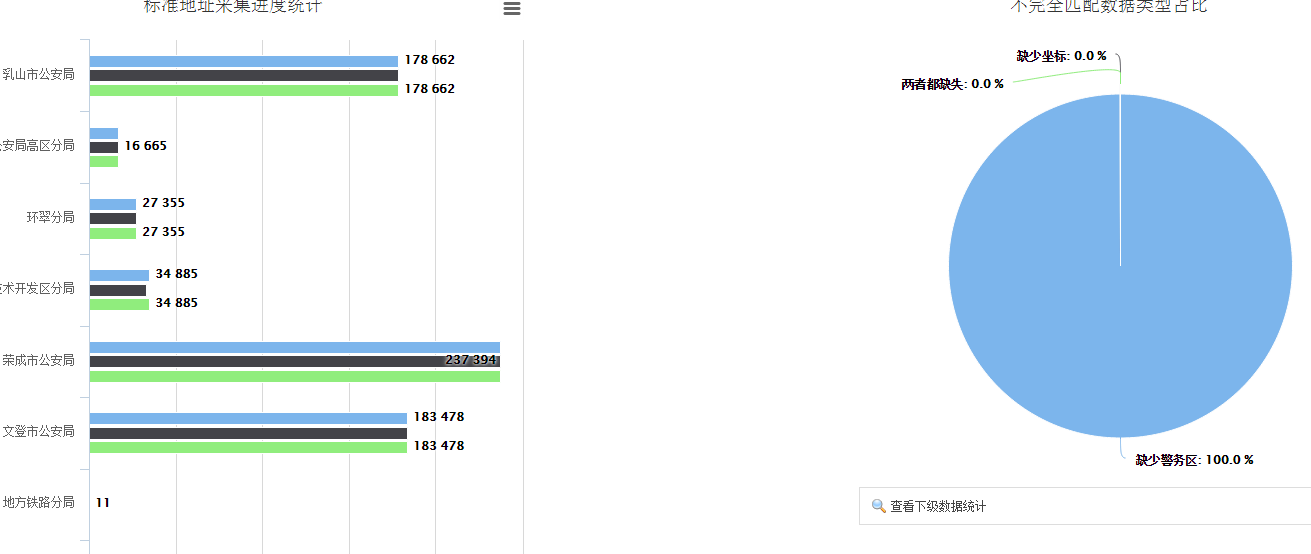 标准地址采集进度统计
乳山市公安局
178 662
178 662
安局高区分局
16 665
环翠分局
27 355
27 355
术开发区分局
34 885
34 885
荣成市公安局
237 394
文登市公安局
183 478
183 478
地方铁路分局
11
不完全匹配数据类型占比
缺少坐标: 0.0 %
两者都缺失: 0.0 %
缺少警务区: 100.0 %
查看下级数据统计